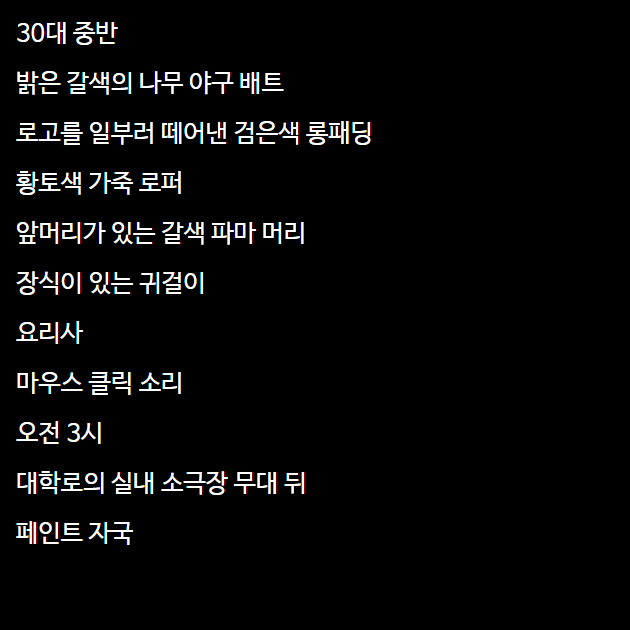 30대 중반
밝은 갈색의 나무 야구 배트
로고를 일부러 떼어낸 검은색 롱패딩
황토색 가죽 로퍼
앞머리가 있는 갈색 파마 머리
장식이 있는 귀걸이
요리사
마우스 클릭 소리
오전 3시
대학로의 실내 소극장 무대 뒤
페인트 자국